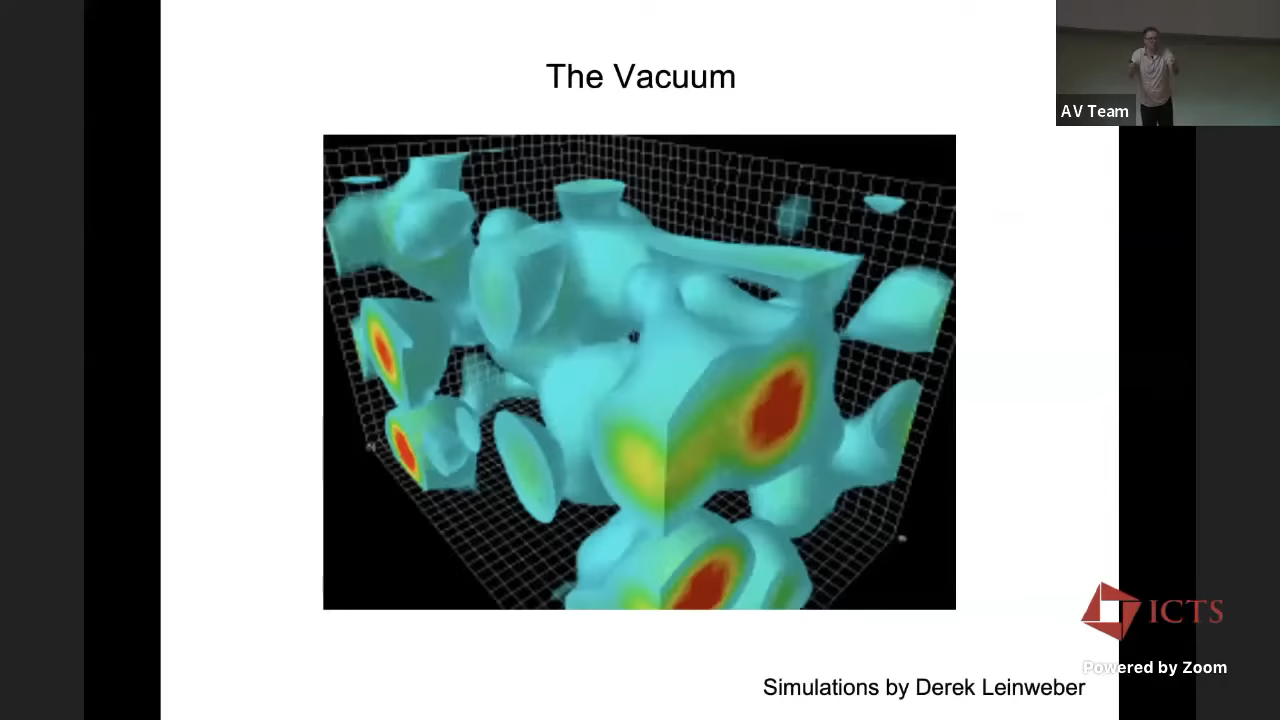 The Vacuum
AV Team
ICTS
Powered by Zoom
Simulations by Derek Leinweber